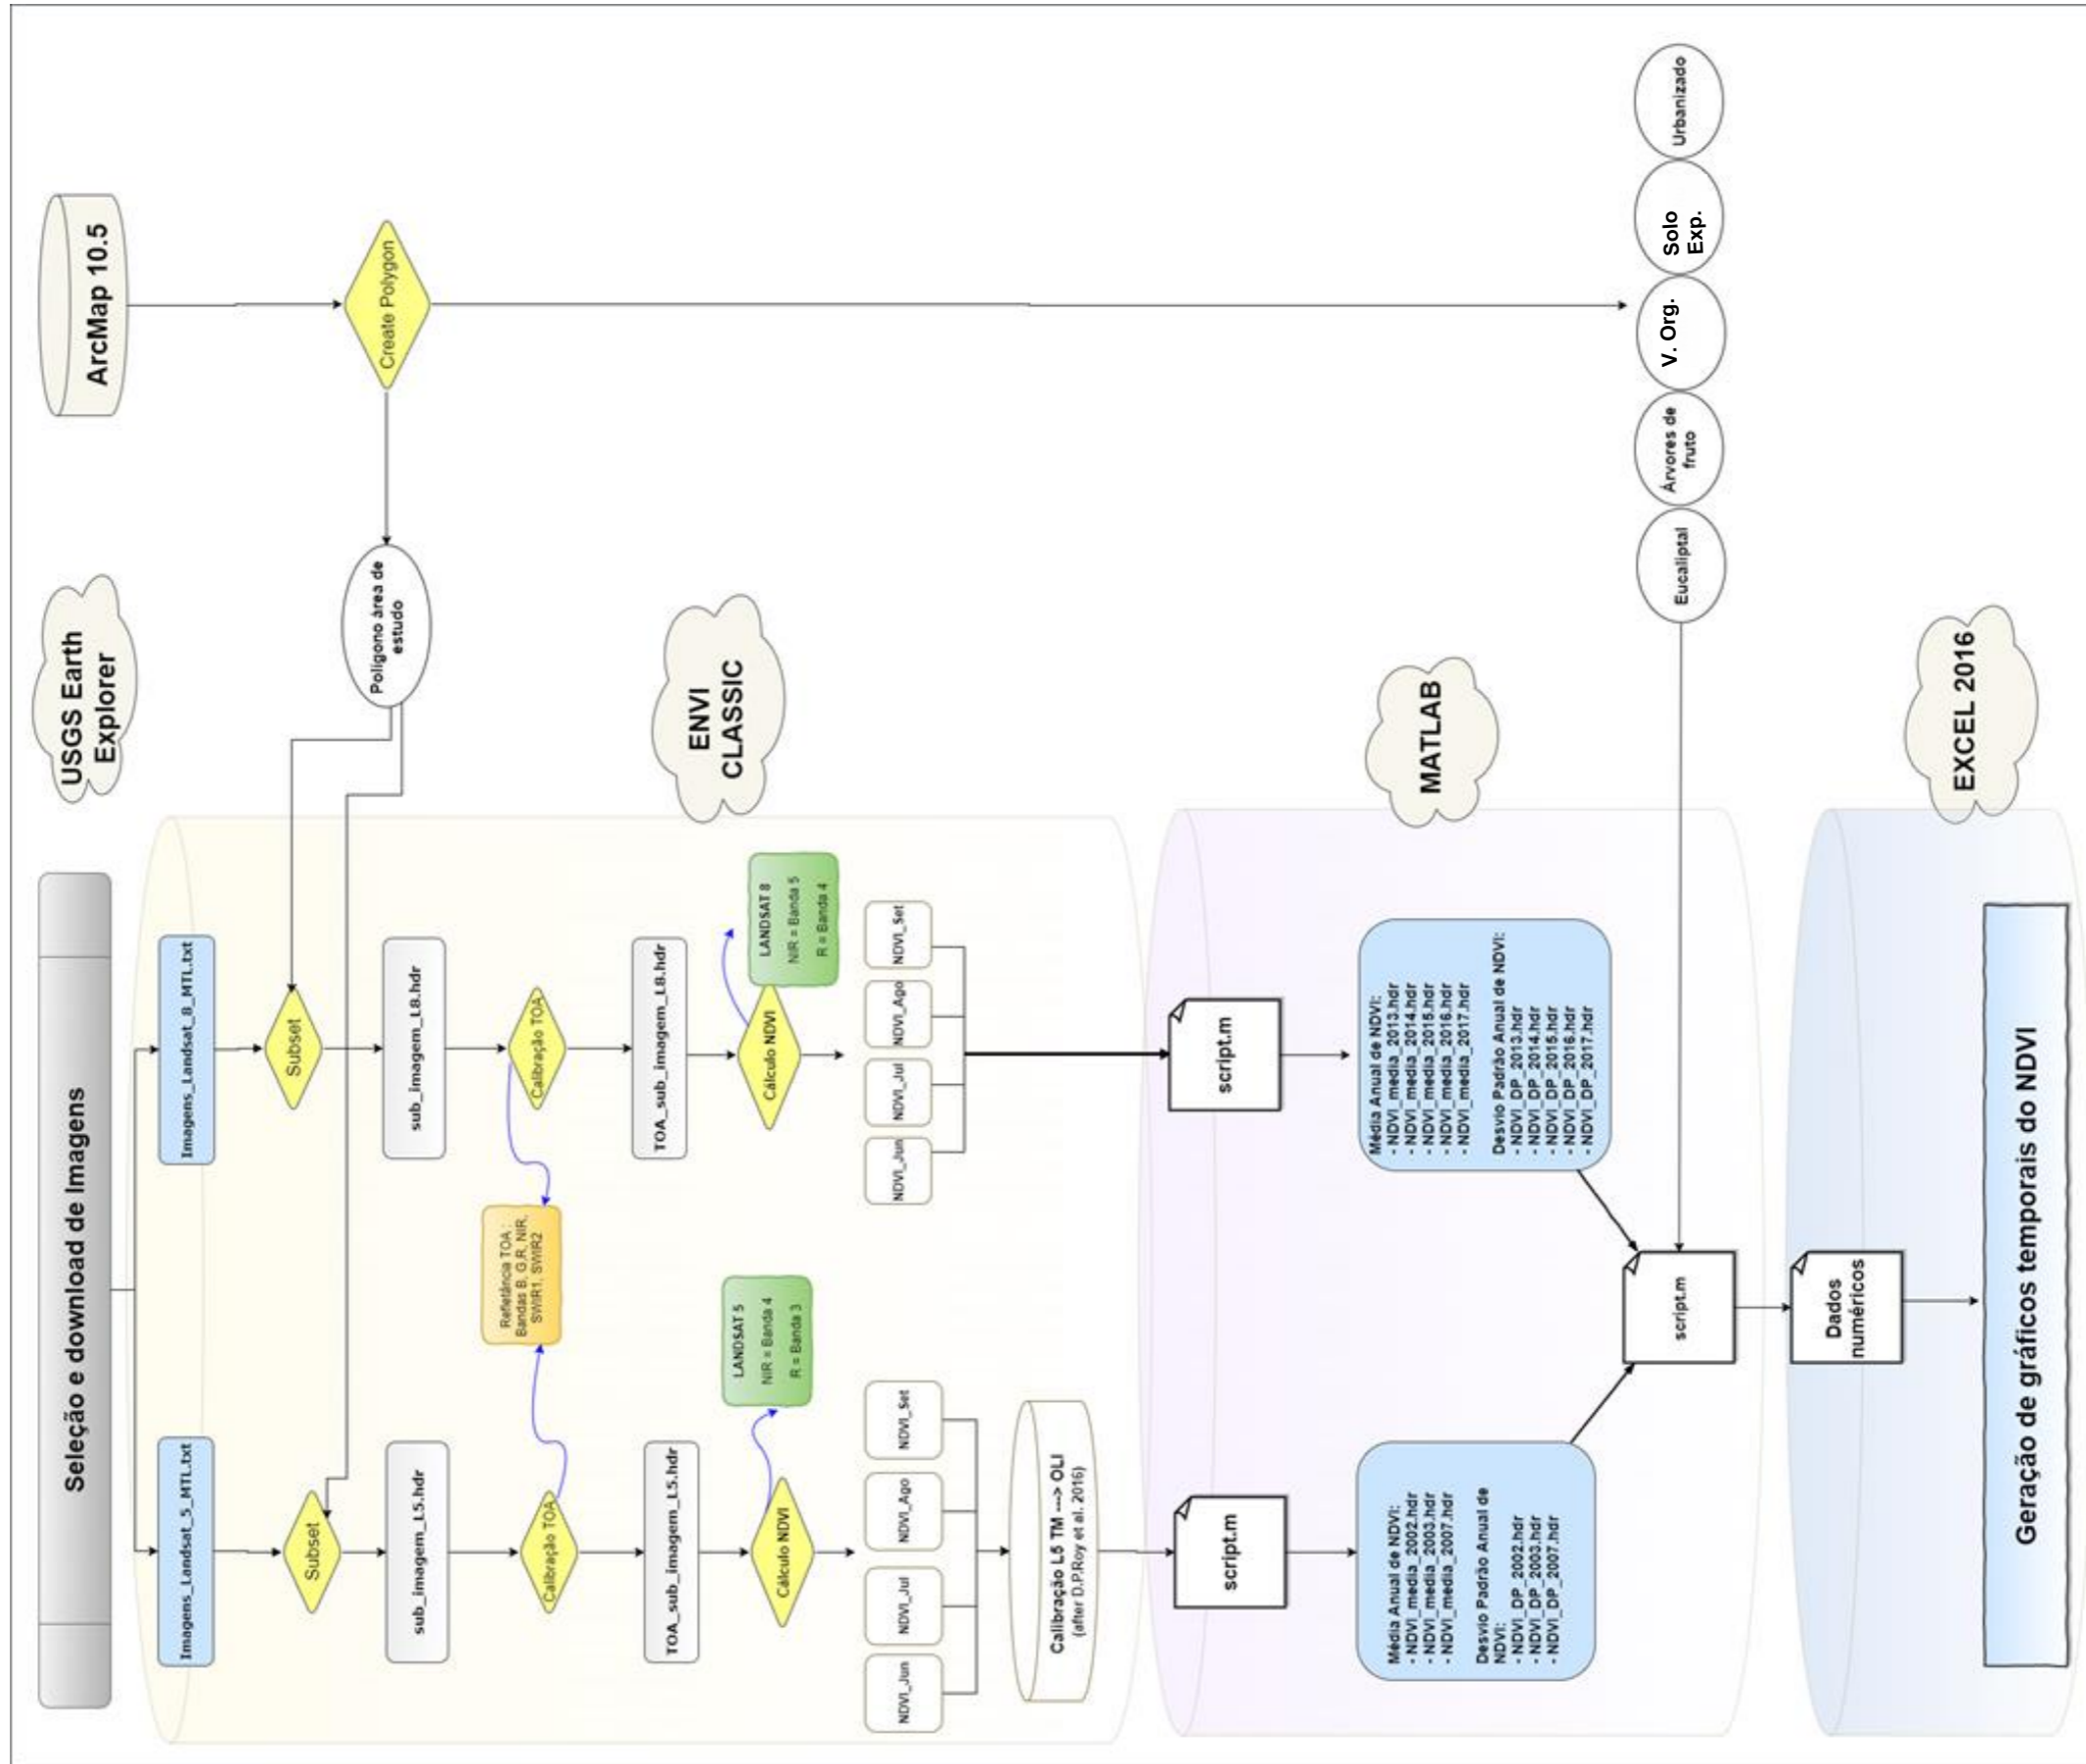 Seleção e download de Imagens
USGS Earth
Explorer
ArcMap 10.5
Imagens_Landsat_5_MTL.txt
Imagens_Landsat_8_MTL.txt
Subset
Subset
Polígono área de
estudo
Create Polygon
sub_imagem_L5.hdr
sub_imagem_L8.hdr
Calibração TOA
Refletância TOA :
Bandas B, G,R, NIR,
SWIR1, SWIR2
Calibração TOA
TOA_sub_imagem_L5.hdr
TOA_sub_imagem_L8.hdr
ENVI
CLASSIC
Cálculo NDVI
LANDSAT 5
NIR = Banda 4
R = Banda 3
Cálculo NDVI
LANDSAT 8
NIR = Banda 5
R = Banda 4
NDVI_Jun
NDVI_Jul
NDVI_Ago
NDVI_Set
NDVI_Jun
NDVI_Jul
NDVI_Ago
NDVI_Set
Calibração L5 TM ---> OLI
(after D.P.Roy et al. 2016)
script.m
script.m
MATLAB
Média Anual de NDVI:
- NDVI_media_2002.hdr
- NDVI_media_2003.hdr
- NDVI_media_2007.hdr
Desvio Padrão Anual de
NDVI:
- NDVI_DP_2002.hdr
- NDVI_DP_2003.hdr
- NDVI_DP_2007.hdr
Média Anual de NDVI:
- NDVI_media_2013.hdr
- NDVI_media_2014.hdr
- NDVI_media_2015.hdr
- NDVI_media_2016.hdr
- NDVI_media_2017.hdr
Desvio Padrão Anual de NDVI:
- NDVI_DP_2013.hdr
- NDVI_DP_2014.hdr
- NDVI_DP_2015.hdr
- NDVI_DP_2016.hdr
- NDVI_DP_2017.hdr
script.m
Eucaliptal
Árvores de
fruto
V. Org.
Solo
Exp.
Urbanizado
Dados
numéricos
EXCEL 2016
Geração de gráficos temporais do NDVI